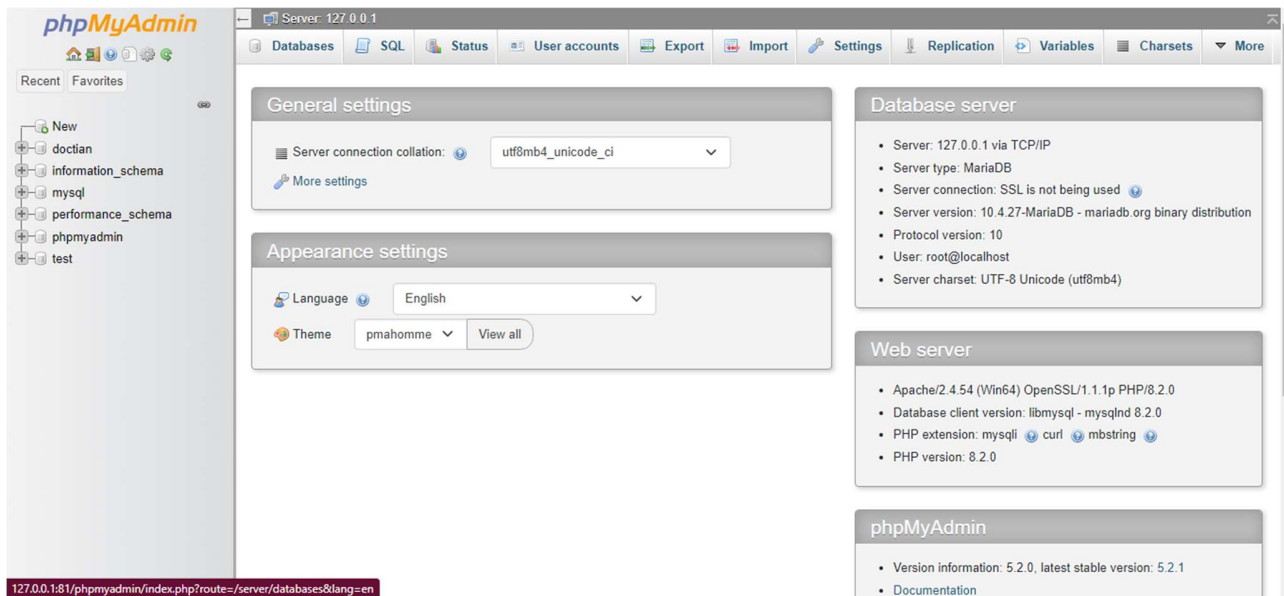 phpMyAdmin
Recent Favorites
New
doctian
information_schema
mysql
performance_schema
phpmyadmin
test
Server: 127.0.0.1
Databases SQL Status User accounts Export Import Settings Replication Variables Charsets More
General settings
Server connection collation: utf8mb4_unicode_ci
More settings
Appearance settings
Language English
Theme pmahomme View all
Database server
• Server: 127.0.0.1 via TCP/IP
• Server type: MariaDB
• Server connection: SSL is not being used
• Server version: 10.4.27-MariaDB - mariadb.org binary distribution
• Protocol version: 10
• User: root@localhost
• Server charset: UTF-8 Unicode (utf8mb4)
Web server
• Apache/2.4.54 (Win64) OpenSSL/1.1.1p PHP/8.2.0
• Database client version: libmysql - mysqlnd 8.2.0
• PHP extension: mysqli curl mbstring
• PHP version: 8.2.0
phpMyAdmin
• Version information: 5.2.0, latest stable version: 5.2.1
• Documentation
127.0.0.1:81/phpmyadmin/index.php?route=/server/databases&lang=en